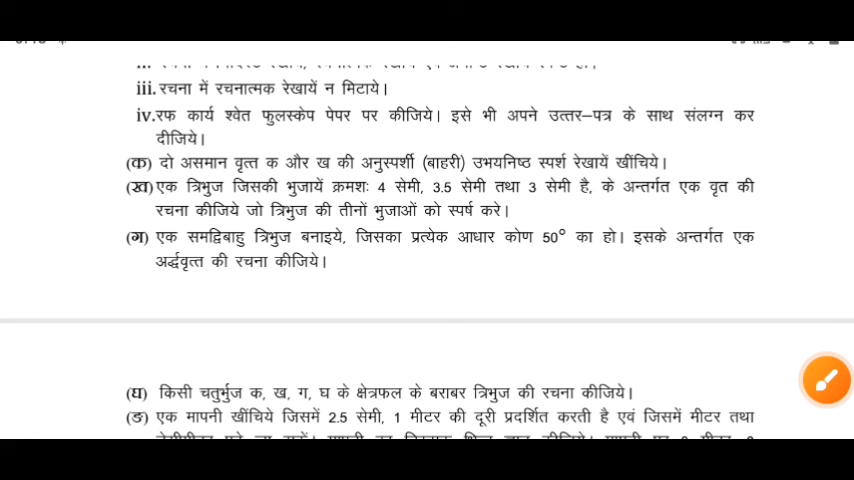 iii. रचना में रचनात्मक रेखायें न मिटाये।
iv. रफ कार्य श्वेत फुलस्केप पेपर पर कीजिये। इसे भी अपने उत्तर–पत्र के साथ संलग्न कर
दीजिये।
(क) दो असमान वृत्त क और ख की अनुस्पर्शी (बाहरी) उभयनिष्ठ स्पर्श रेखायें खींचिये।
(ख) एक त्रिभुज जिसकी भुजायें क्रमशः 4 सेमी, 3.5 सेमी तथा 3 सेमी है, के अन्तर्गत एक वृत की
रचना कीजिये जो त्रिभुज की तीनों भुजाओं को स्पर्ष करे।
(ग) एक समद्विबाहु त्रिभुज बनाइये, जिसका प्रत्येक आधार कोण 50° का हो। इसके अन्तर्गत एक
अर्द्धवृत्त की रचना कीजिये।
(घ) किसी चतुर्भुज क, ख, ग, घ के क्षेत्रफल के बराबर त्रिभुज की रचना कीजिये।
(ङ) एक मापनी खींचिये जिसमें 2.5 सेमी, 1 मीटर की दूरी प्रदर्शित करती है एवं जिसमें मीटर तथा